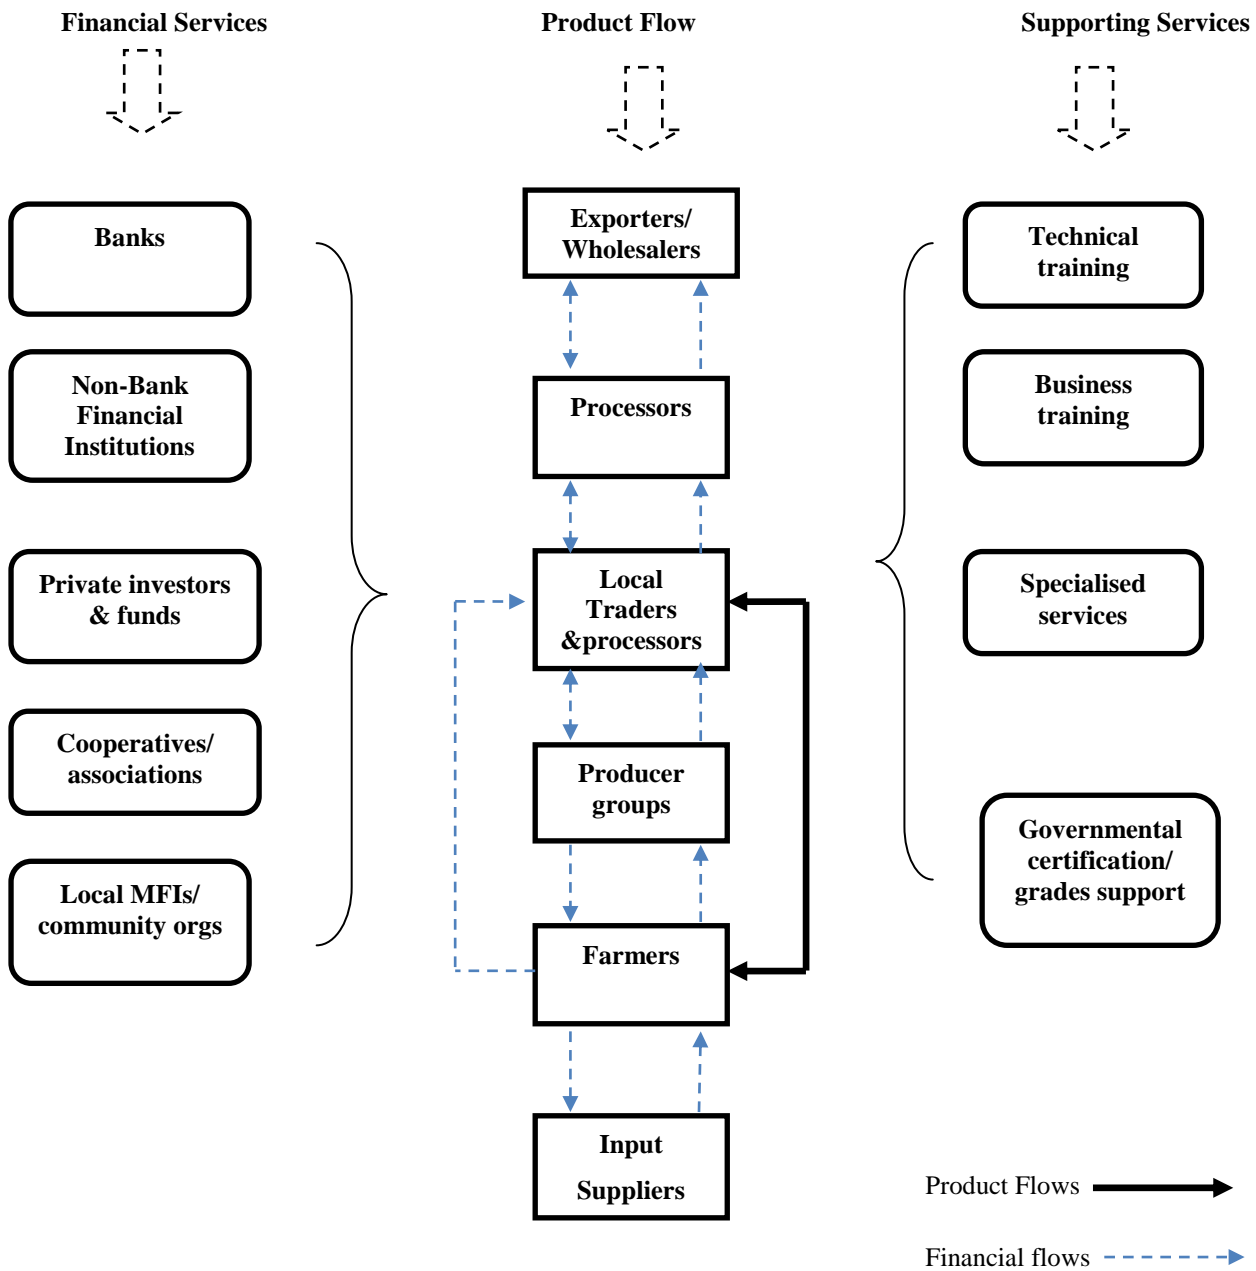 Financial Services
Product Flow
Supporting Services
Banks
Non-Bank
Financial
Institutions
Private investors
& funds
Cooperatives/
associations
Local MFIs/
community orgs
Exporters/
Wholesalers
Processors
Local
Traders
&processors
Producer
groups
Farmers
Input
Suppliers
Technical
training
Business
training
Specialised
services
Governmental
certification/
grades support
Product Flows
Financial flows